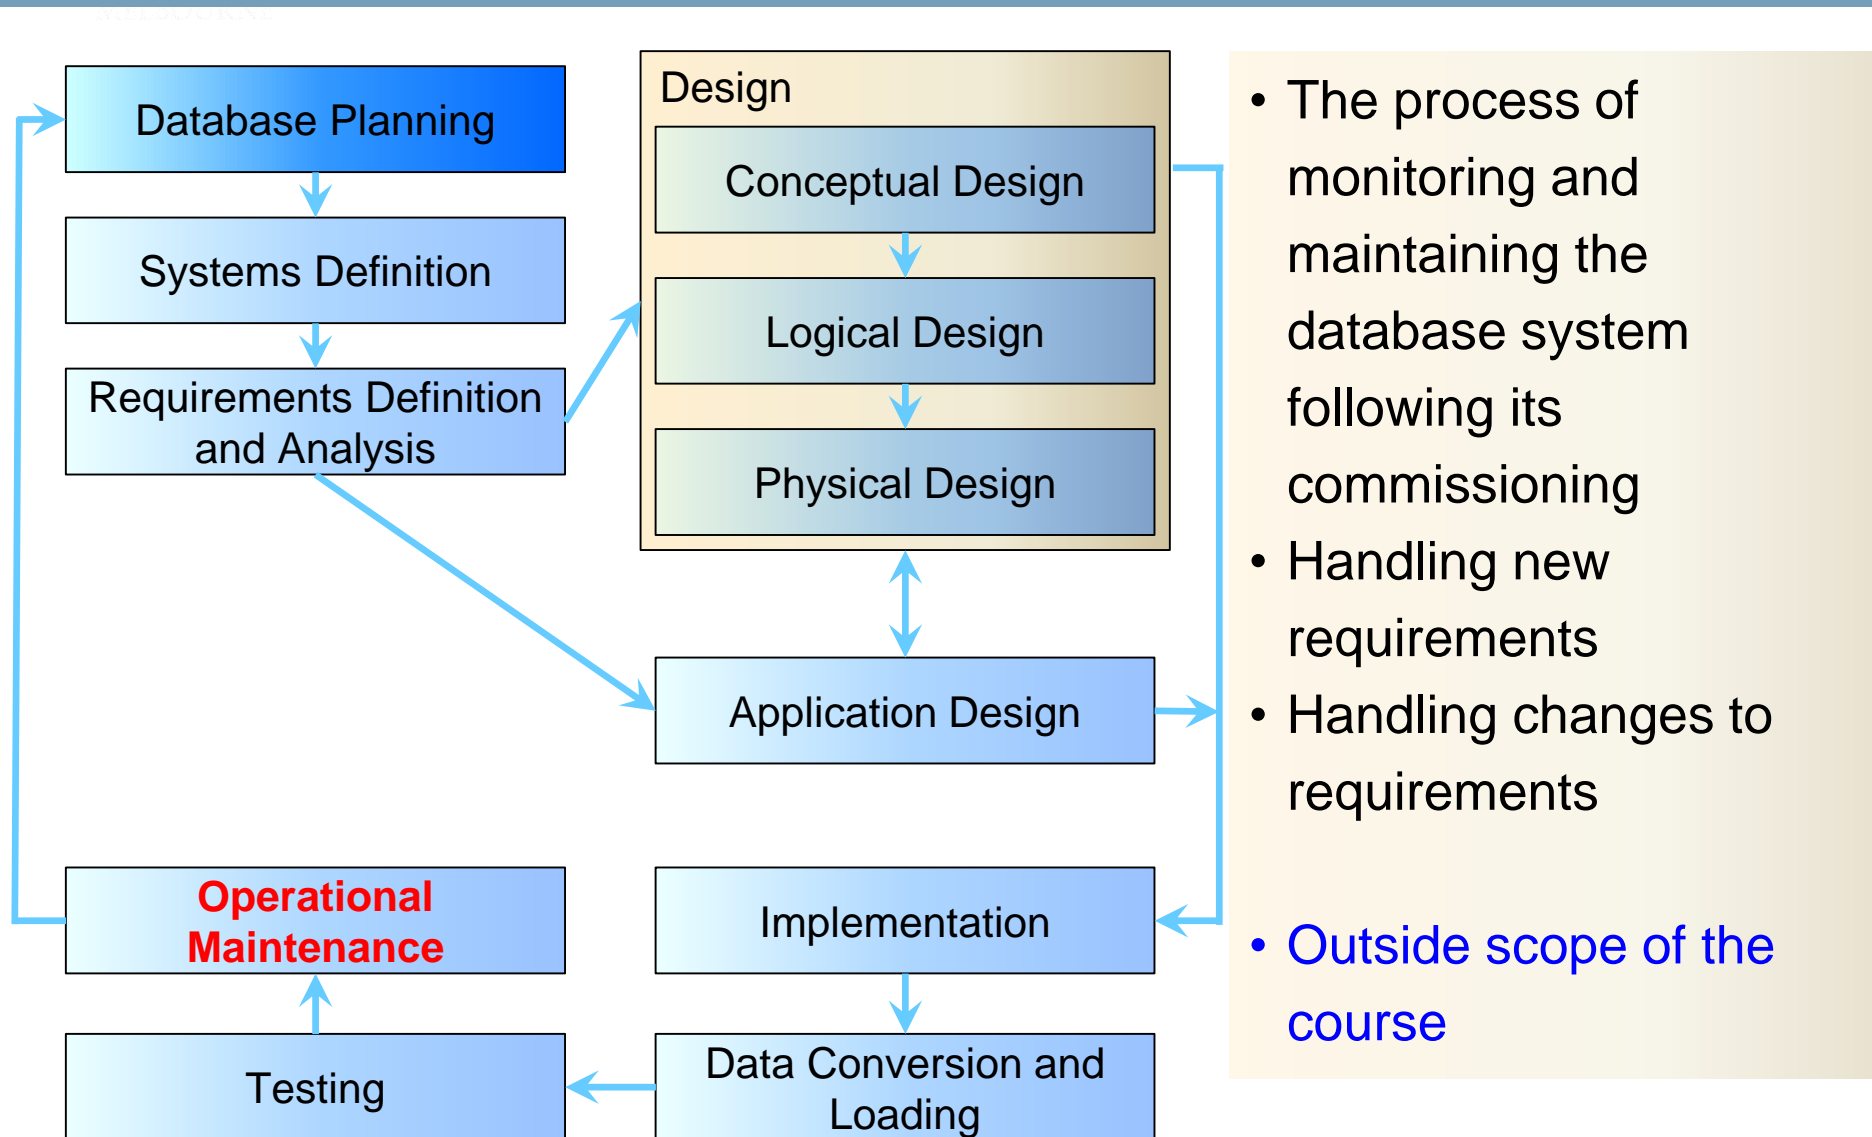 Database Planning
Systems Definition
Requirements Definition
and Analysis
Design
Conceptual Design
Logical Design
Physical Design
Application Design
Operational
Maintenance
Implementation
Testing
Data Conversion and
Loading
• The process of
monitoring and
maintaining the
database system
following its
commissioning
• Handling new
requirements
• Handling changes to
requirements
• Outside scope of the
course